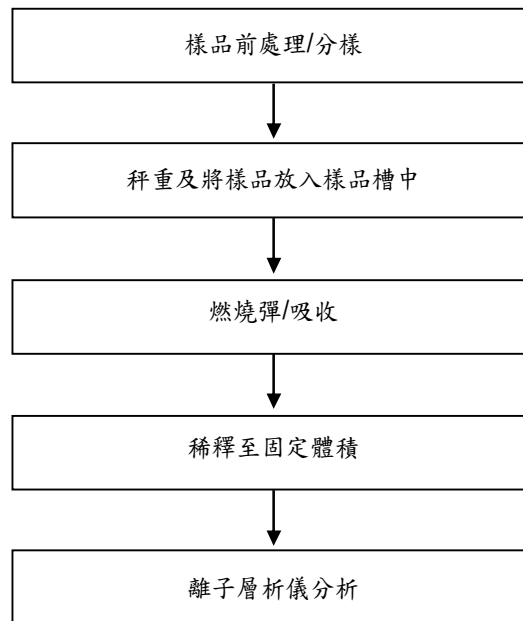 樣品前處理/分樣
秤重及將樣品放入樣品槽中
燃燒彈/吸收
稀釋至固定體積
離子層析儀分析